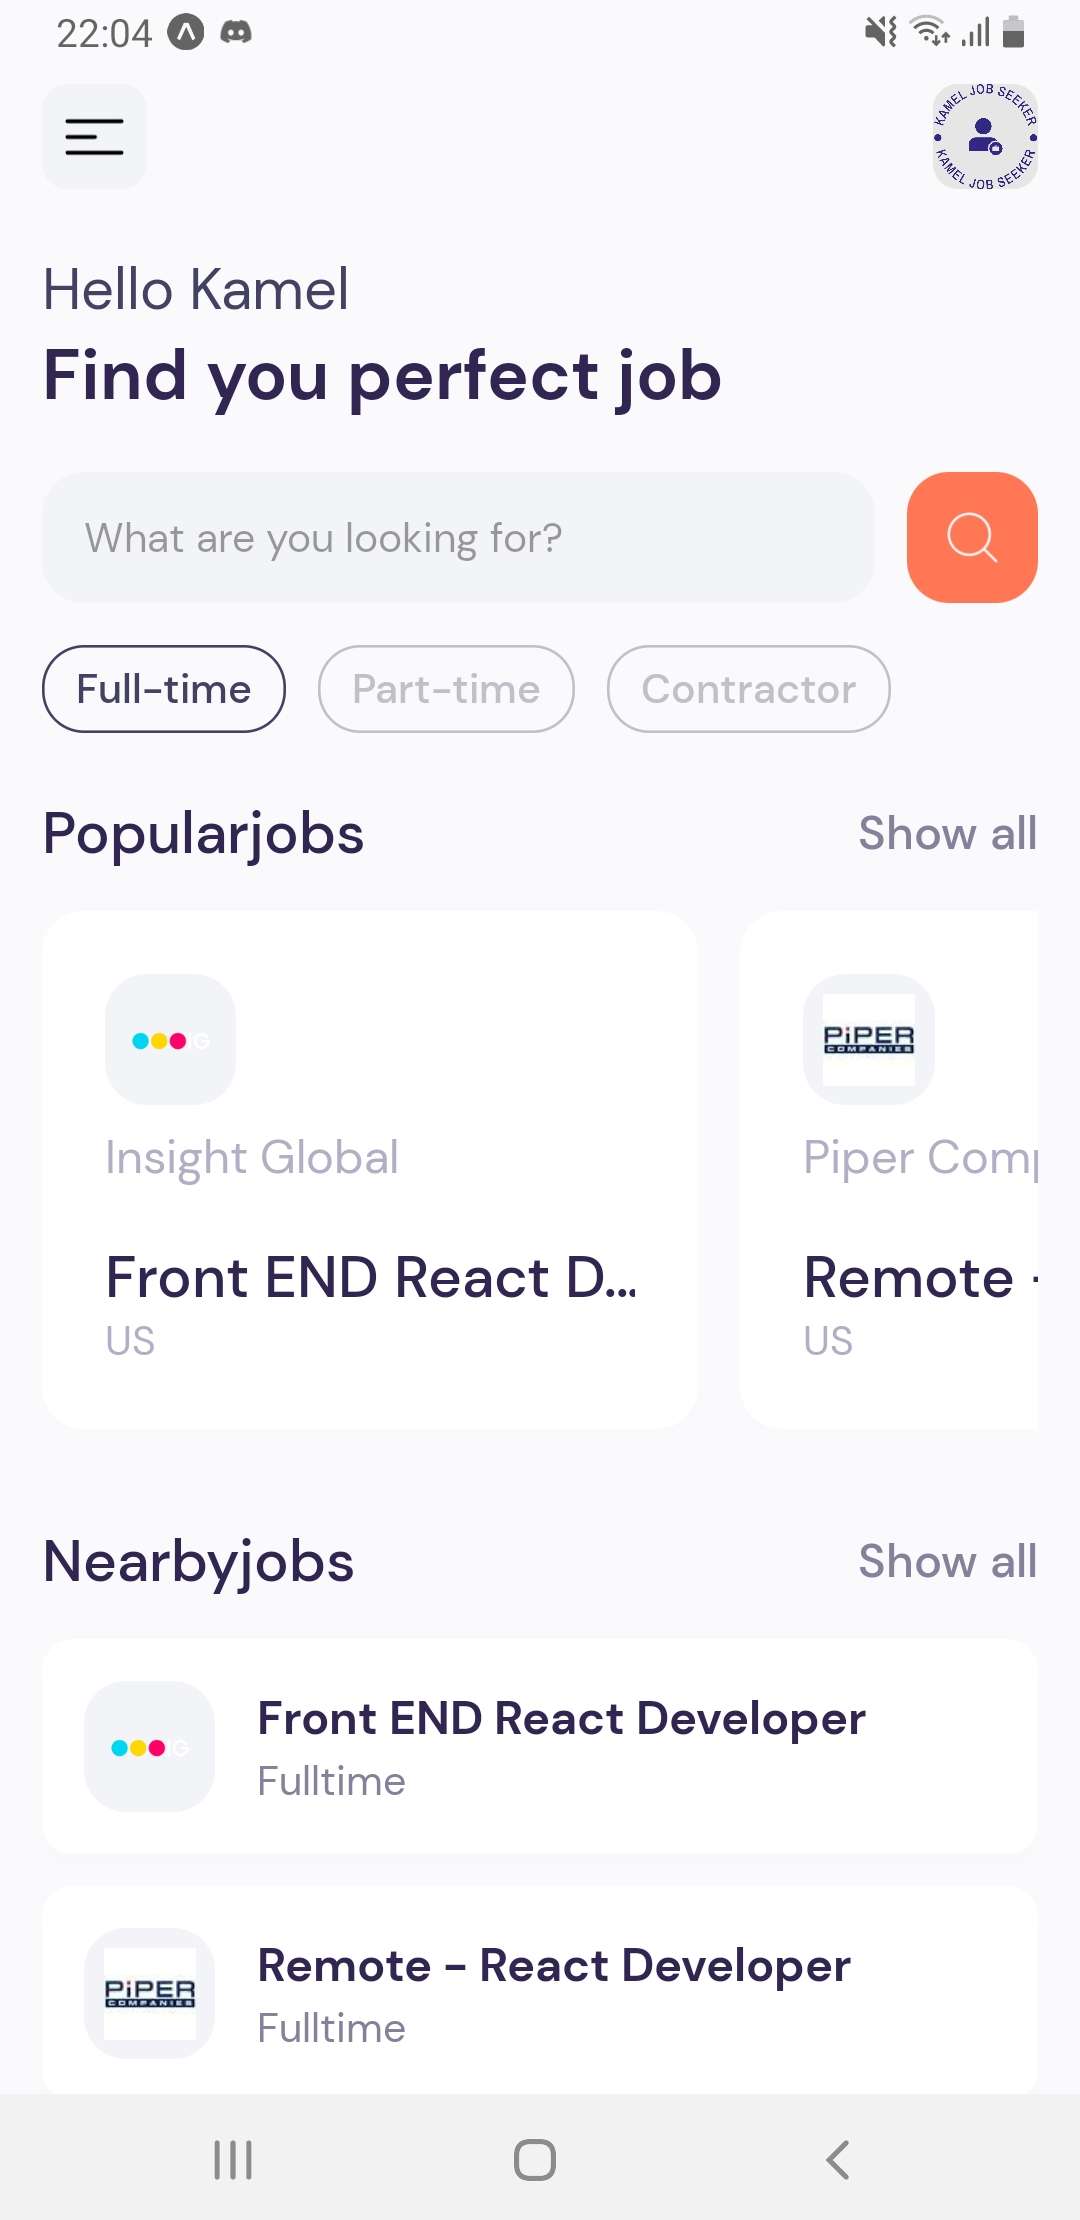 22:04
KAMEL JOB SEEKER
KAMEL JOB SEEKER
Hello Kamel
Find you perfect job
What are you looking for?
Full-time Part-time Contractor
Popularjobs Show all
IG PiPER
COMPANIES
Insight Global Piper Comp
Front END React D... Remote -
US US
Nearbyjobs Show all
IG
Front END React Developer
Fulltime
PiPER
COMPANIES
Remote - React Developer
Fulltime